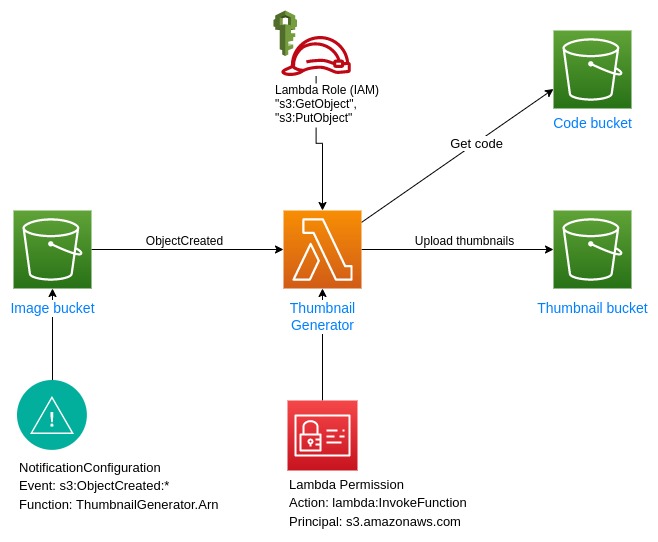 Lambda Role (IAM)
"s3:GetObject",
"s3:PutObject"
Code bucket
Get code
ObjectCreated
Upload thumbnails
Image bucket
Thumbnail
Generator
Thumbnail bucket
!
NotificationConfiguration
Event: s3:ObjectCreated:*
Function: ThumbnailGenerator.Arn
Lambda Permission
Action: lambda:InvokeFunction
Principal: s3.amazonaws.com